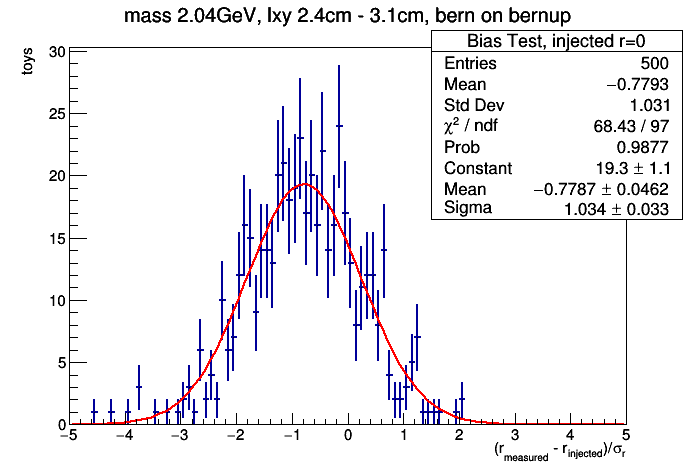 mass 2.04GeV, lxy 2.4cm - 3.1cm, bern on bernup
Bias Test, injected r=0
Entries 500
Mean −0.7793
Std Dev 1.031
χ² / ndf 68.43 / 97
Prob 0.9877
Constant 19.3 ± 1.1
Mean −0.7787 ± 0.0462
Sigma 1.034 ± 0.033
toys
30
25
20
15
10
5
0
−5 −4 −3 −2 −1 0 1 2 3 4 5
(r_measured - r_injected)/σ_r